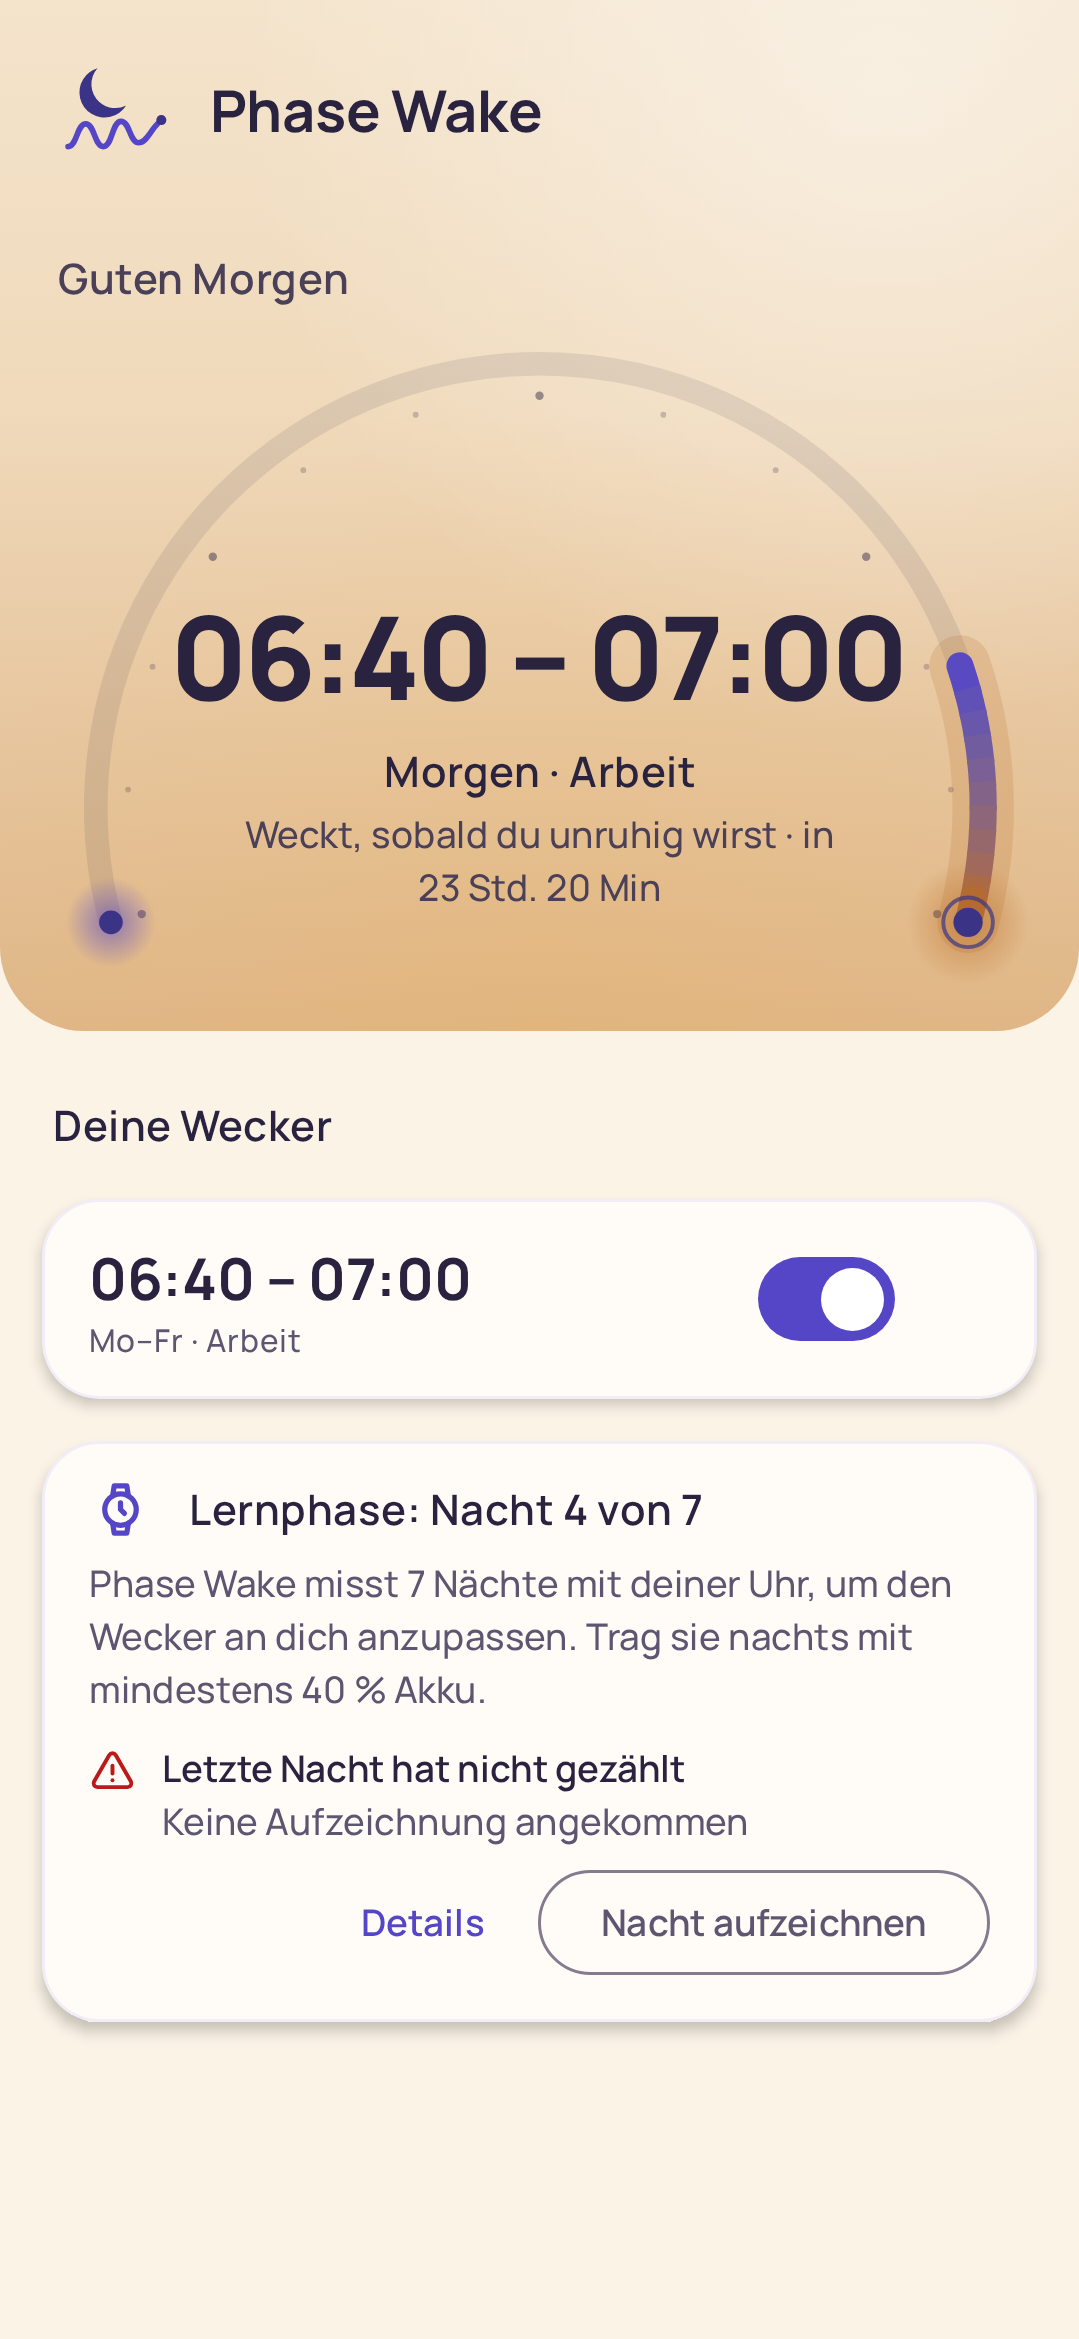 Phase Wake
Guten Morgen
06:40 – 07:00
Morgen · Arbeit
Weckt, sobald du unruhig wirst · in
23 Std. 20 Min
Deine Wecker
06:40 – 07:00
Mo–Fr · Arbeit
Lernphase: Nacht 4 von 7
Phase Wake misst 7 Nächte mit deiner Uhr, um den
Wecker an dich anzupassen. Trag sie nachts mit
mindestens 40 % Akku.
Letzte Nacht hat nicht gezählt
Keine Aufzeichnung angekommen
Details
Nacht aufzeichnen